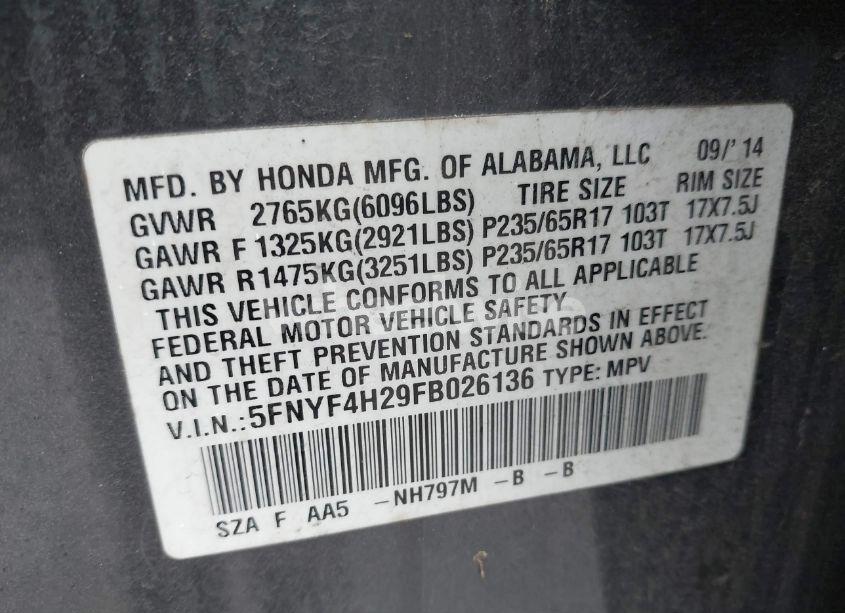 MFD. BY HONDA MFG. OF ALABAMA, LLC 09/'14
GVWR 2765KG(6096LBS) TIRE SIZE RIM SIZE
GAWR F 1325KG(2921LBS) P235/65R17 103T 17X7.5J
GAWR R1475KG(3251LBS) P235/65R17 103T 17X7.5J
THIS VEHICLE CONFORMS TO ALL APPLICABLE
FEDERAL MOTOR VEHICLE SAFETY
AND THEFT PREVENTION STANDARDS IN EFFECT
ON THE DATE OF MANUFACTURE SHOWN ABOVE.
V.I.N.:5FNYF4H29FB026136 TYPE: MPV
SZA F AA5 -NH797M -B -B